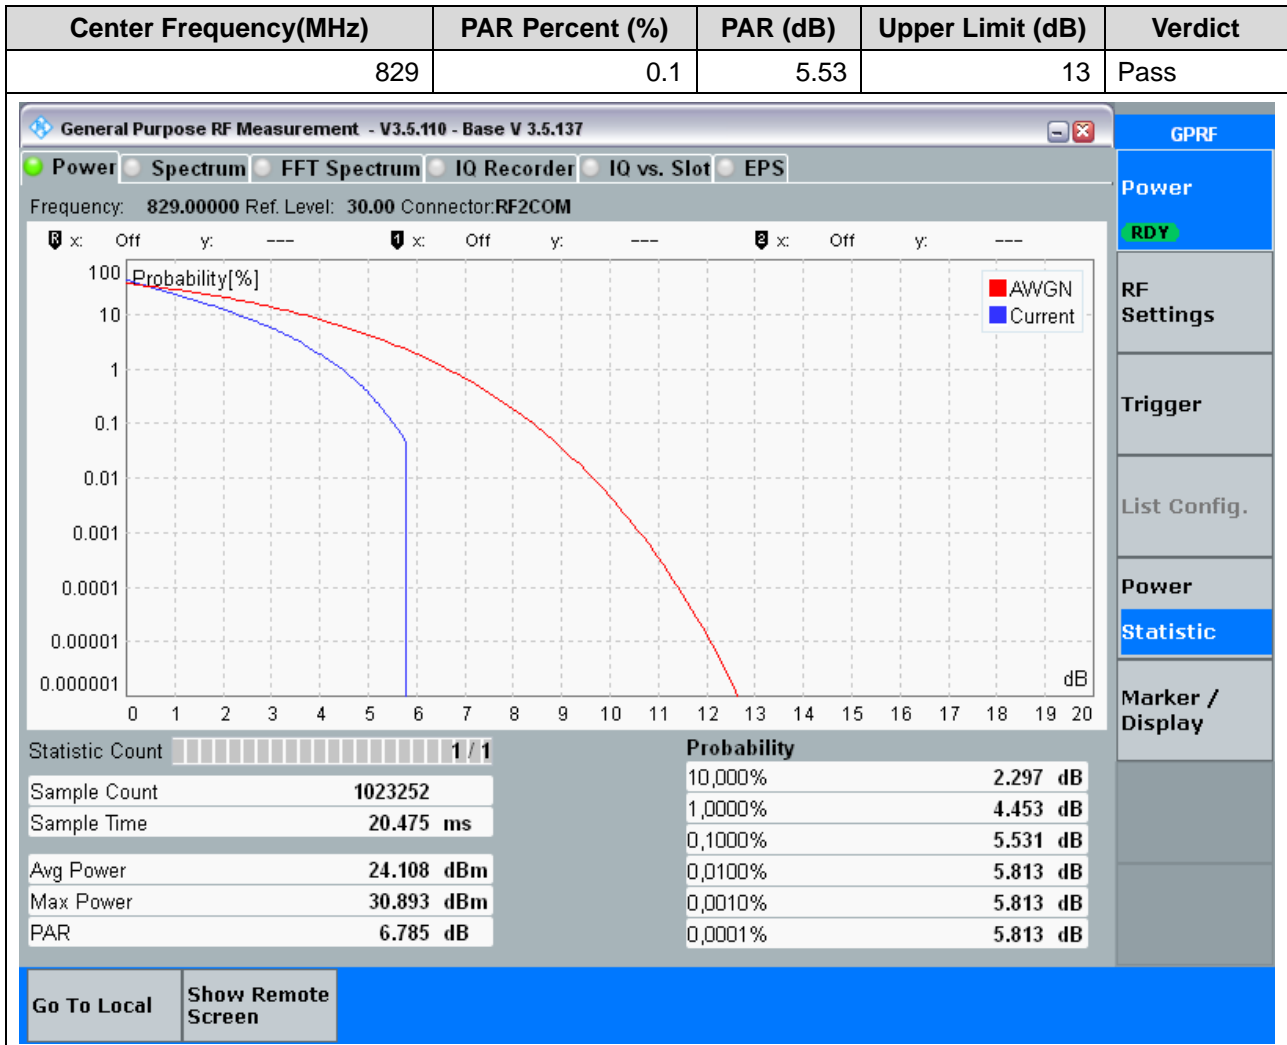 Center Frequency(MHz) PAR Percent (%) PAR (dB) Upper Limit (dB) Verdict
829 0.1 5.53 13 Pass
General Purpose RF Measurement - V3.5.110 - Base V 3.5.137
GPRF
Power Spectrum FFT Spectrum IQ Recorder IQ vs. Slot EPS
Power
RDY
Frequency: 829.00000 Ref. Level: 30.00 Connector:RF2COM
R x: Off y: --- 1 x: Off y: --- 2 x: Off y: ---
Probability[%]
100
10
1
0.1
0.01
0.001
0.0001
0.00001
0.000001
AWGN
Current
dB
0 1 2 3 4 5 6 7 8 9 10 11 12 13 14 15 16 17 18 19 20
RF
Settings
Trigger
List Config.
Power
Statistic
Marker /
Display
Statistic Count 1 / 1
Sample Count 1023252
Sample Time 20.475 ms
Avg Power 24.108 dBm
Max Power 30.893 dBm
PAR 6.785 dB
Probability
10,000% 2.297 dB
1,0000% 4.453 dB
0,1000% 5.531 dB
0,0100% 5.813 dB
0,0010% 5.813 dB
0,0001% 5.813 dB
Go To Local
Show Remote
Screen